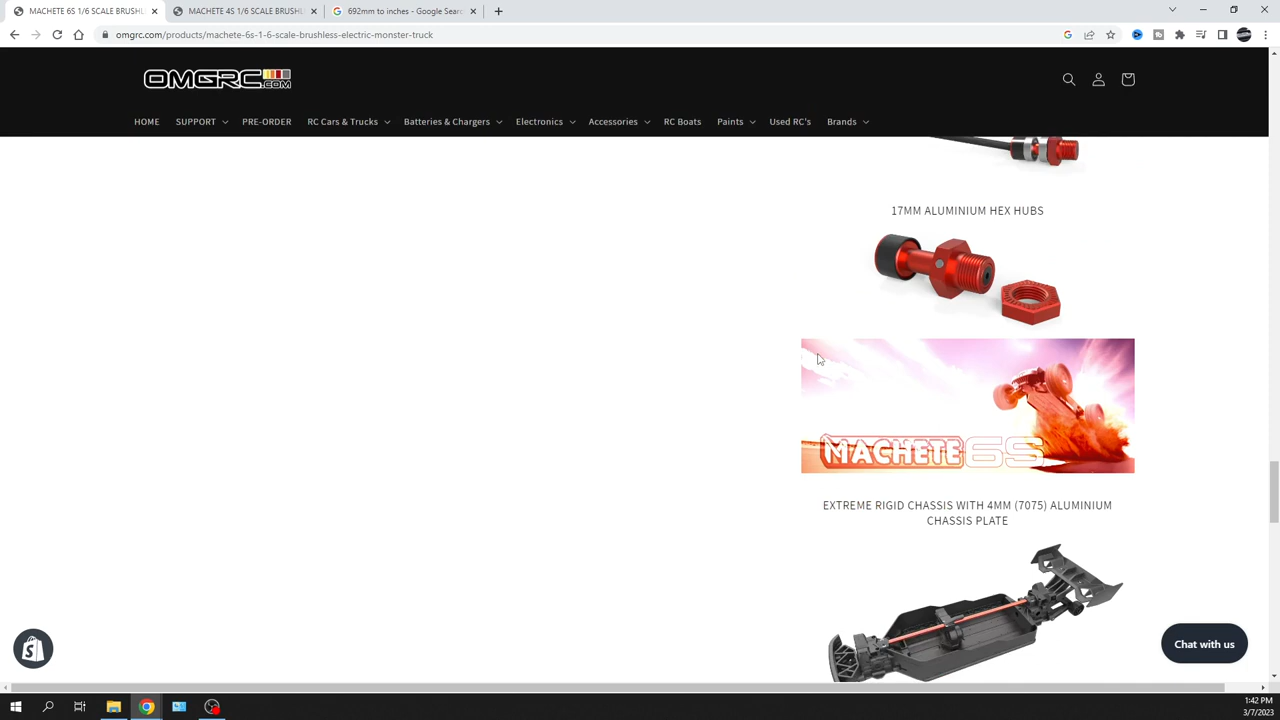 MACHETE 6S 1/6 SCALE BRUSHL
MACHETE 4S 1/6 SCALE BRUSHL
692mm to inches - Google Sear
omgrc.com/products/machete-6s-1-6-scale-brushless-electric-monster-truck
OMGRC.COM
HOME
SUPPORT
PRE-ORDER
RC Cars & Trucks
Batteries & Chargers
Electronics
Accessories
RC Boats
Paints
Used RC's
Brands
17MM ALUMINIUM HEX HUBS
MACHETE 6S
EXTREME RIGID CHASSIS WITH 4MM (7075) ALUMINIUM
CHASSIS PLATE
Chat with us
1:42 PM
3/7/2023